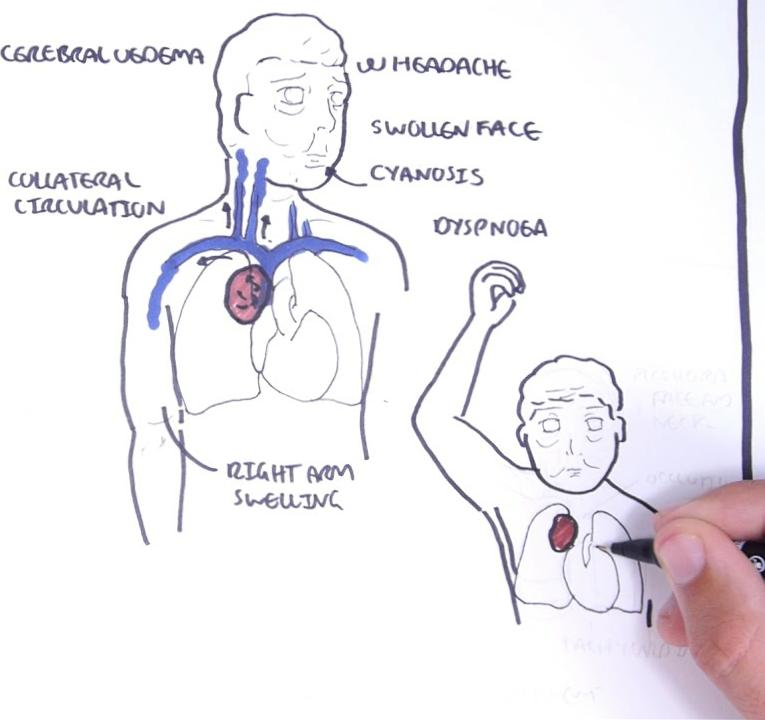 CEREBRAL OEDEMA
HEADACHE
SWOLLEN FACE
CYANOSIS
COLLATERAL
CIRCULATION
DYSPNOEA
RIGHT ARM
SWELLING